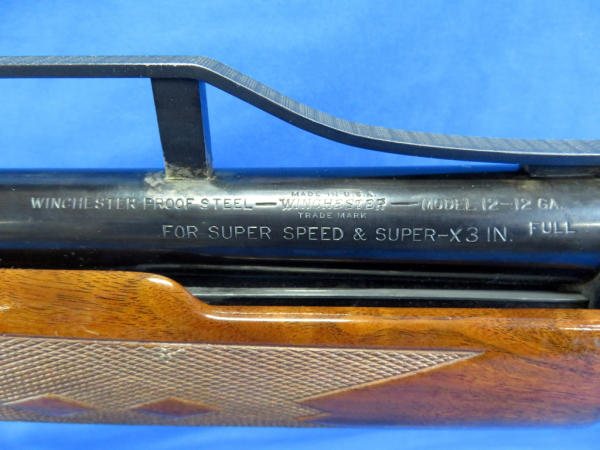 MADE IN U.S.A.
WINCHESTER PROOF STEEL — WINCHESTER — MODEL 12-12 GA.
TRADE MARK
FOR SUPER SPEED & SUPER-X 3 IN. FULL